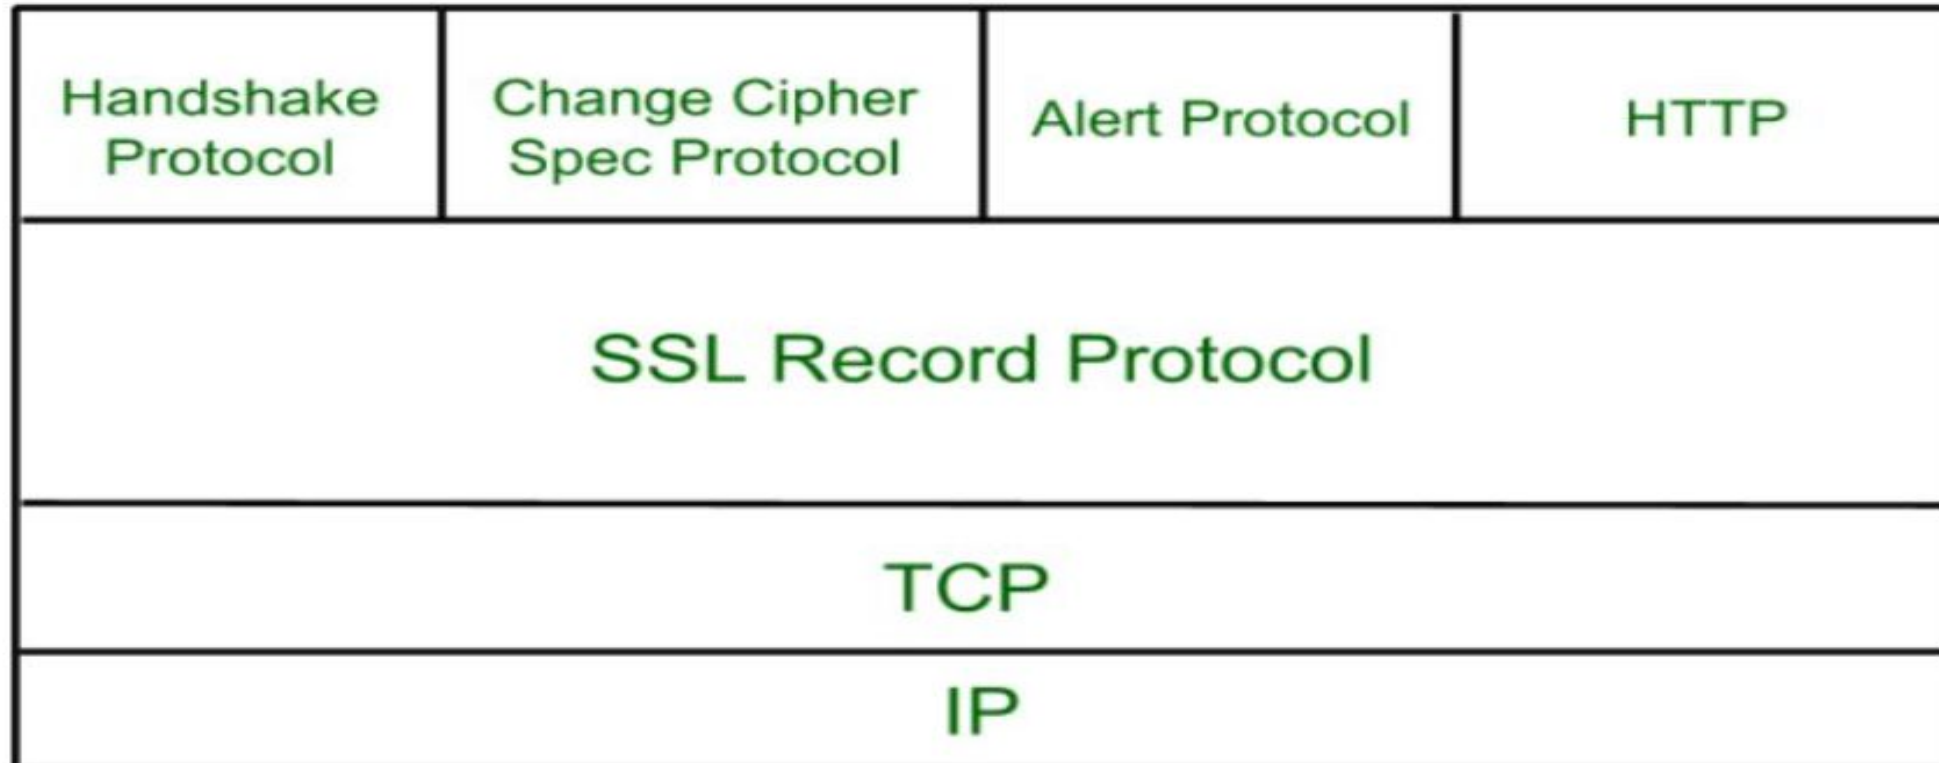 Handshake
Protocol
Change Cipher
Spec Protocol
Alert Protocol
HTTP
SSL Record Protocol
TCP
IP